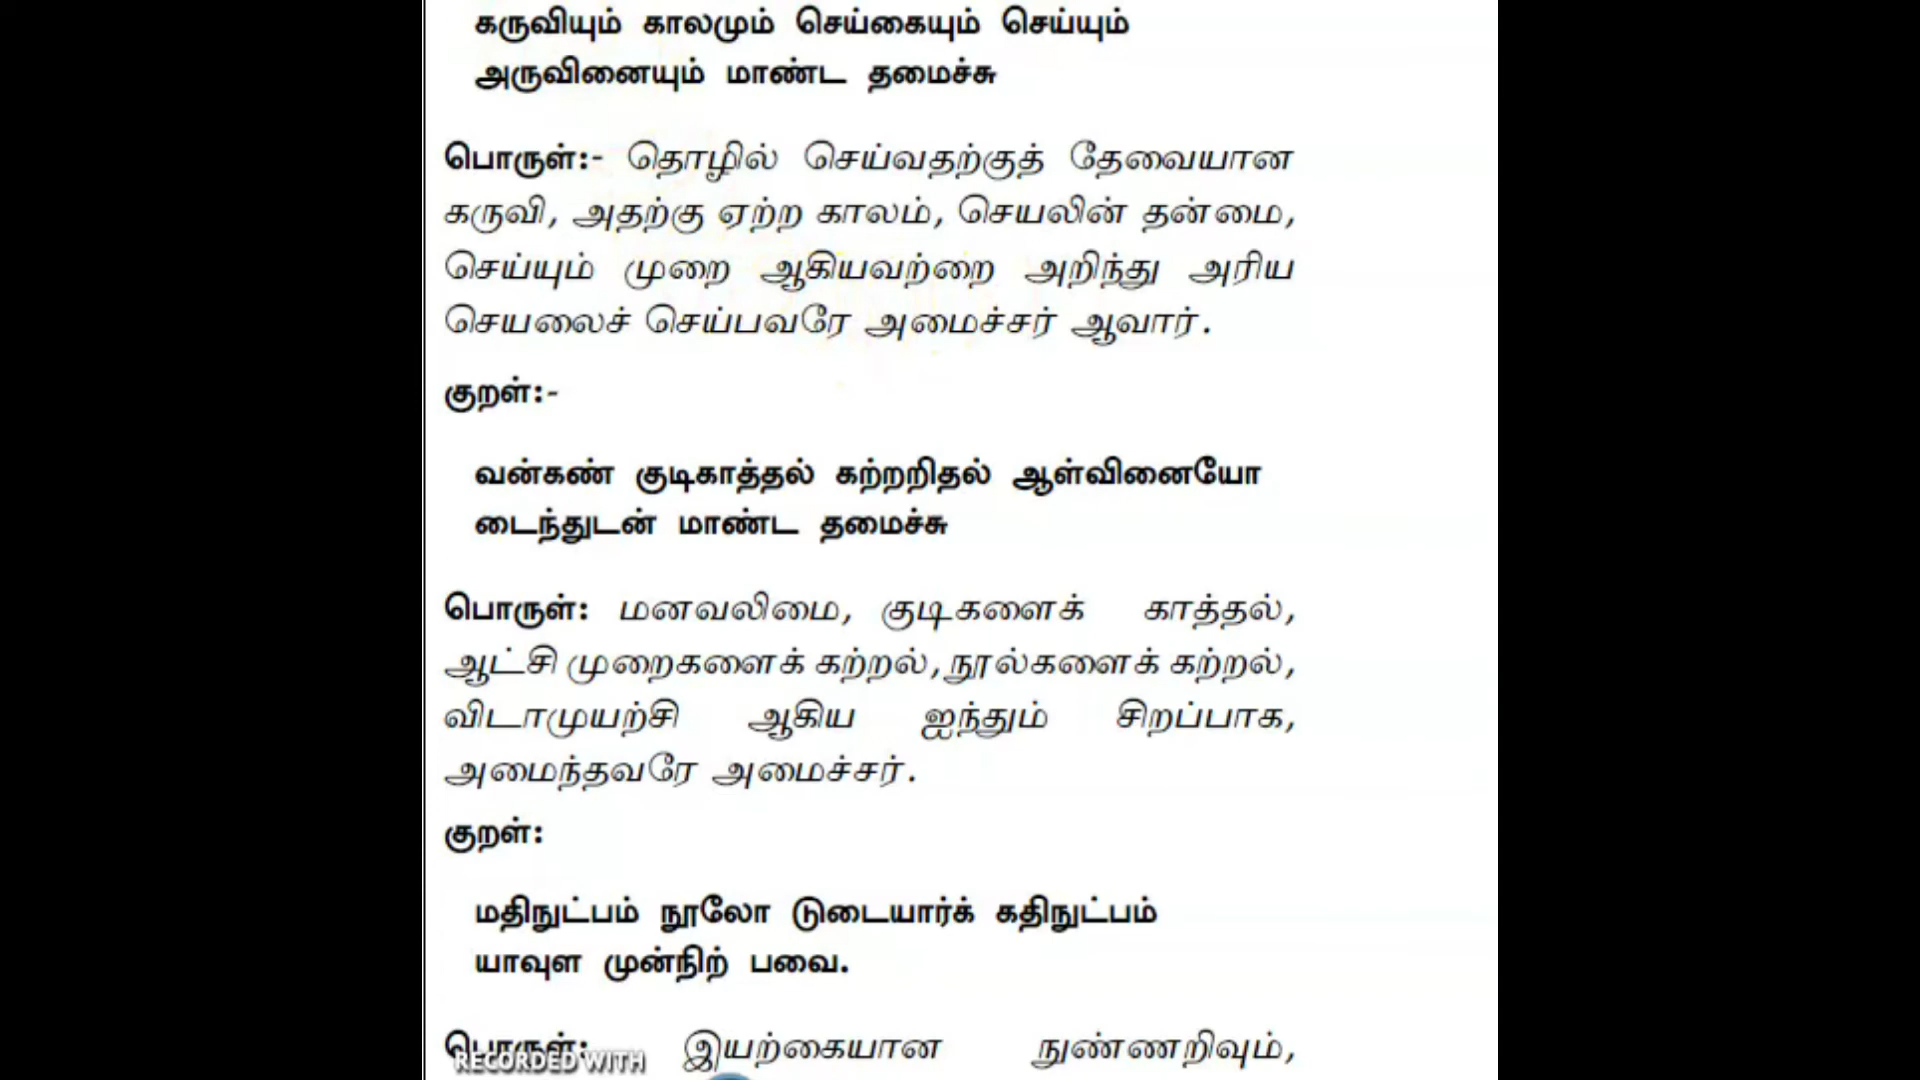 கருவியும் காலமும் செய்கையும் செய்யும்
அருவினையும் மாண்ட தமைச்சு
பொருள்:- தொழில் செய்வதற்குத் தேவையான
கருவி, அதற்கு ஏற்ற காலம், செயலின் தன்மை,
செய்யும் முறை ஆகியவற்றை அறிந்து அரிய
செயலைச் செய்பவரே அமைச்சர் ஆவார்.
குறள்:-
வன்கண் குடிகாத்தல் கற்றறிதல் ஆள்வினையோ
டைந்துடன் மாண்ட தமைச்சு
பொருள்: மனவலிமை, குடிகளைக் காத்தல்,
ஆட்சி முறைகளைக் கற்றல்,நூல்களைக் கற்றல்,
விடாமுயற்சி ஆகிய ஐந்தும் சிறப்பாக,
அமைந்தவரே அமைச்சர்.
குறள்:
மதிநுட்பம் நூலோ டுடையார்க் கதிநுட்பம்
யாவுள முன்நிற் பவை.
பொருள்: இயற்கையான நுண்ணறிவும்,
RECORDED WITH